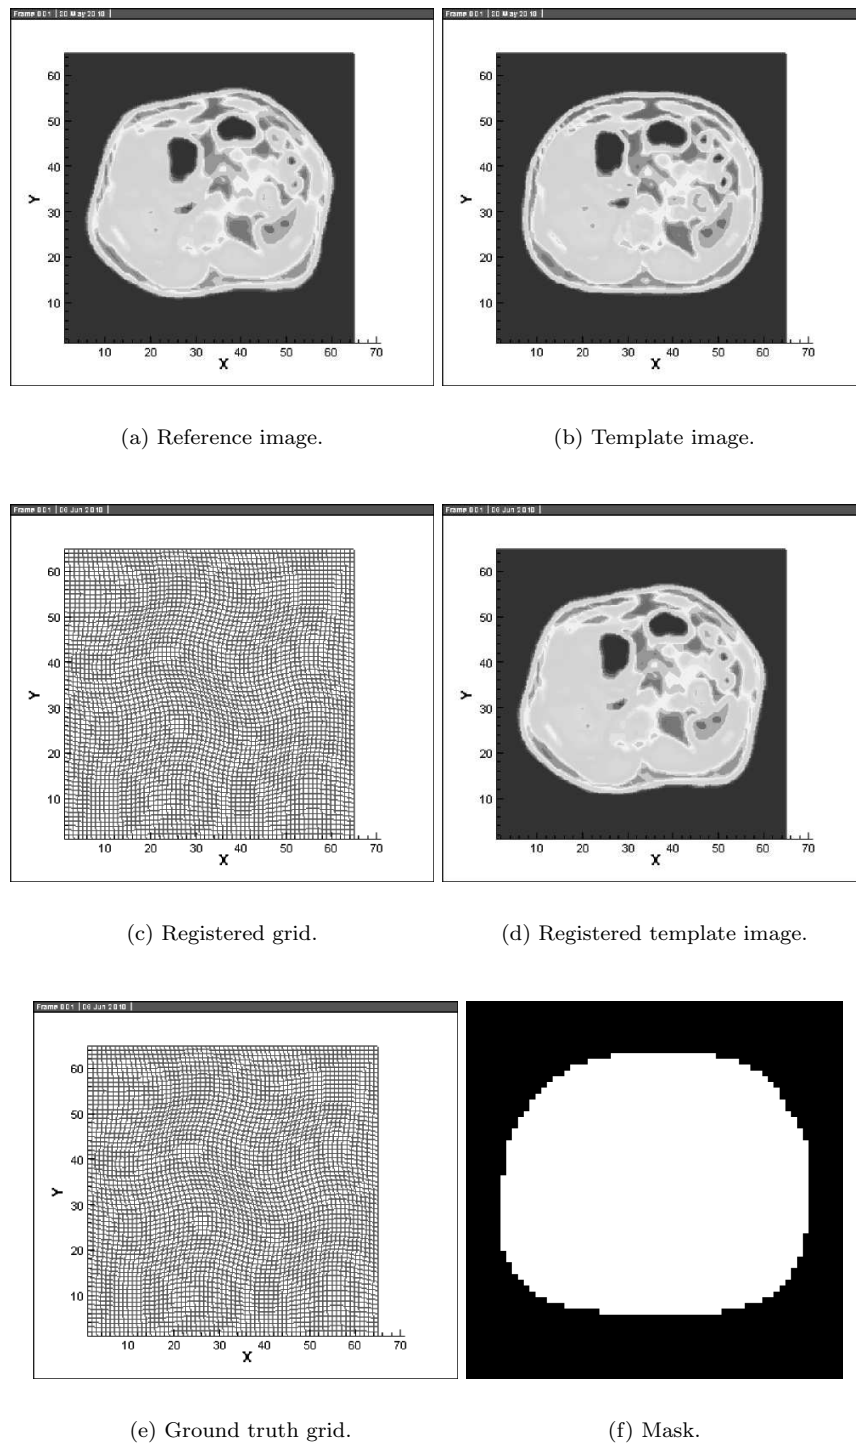 Frame 001 | 30 May 2018 |
Frame 001 | 30 May 2018 |
60
50
40
30
20
10
Y
10 20 30 40 50 60 70
X
60
50
40
30
20
10
Y
10 20 30 40 50 60 70
X
(a) Reference image.
(b) Template image.
Frame 001 | 06 Jun 2018 |
Frame 001 | 06 Jun 2018 |
60
50
40
30
20
10
Y
10 20 30 40 50 60 70
X
60
50
40
30
20
10
Y
10 20 30 40 50 60 70
X
(c) Registered grid.
(d) Registered template image.
Frame 001 | 06 Jun 2018 |
60
50
40
30
20
10
Y
10 20 30 40 50 60 70
X
(e) Ground truth grid.
(f) Mask.